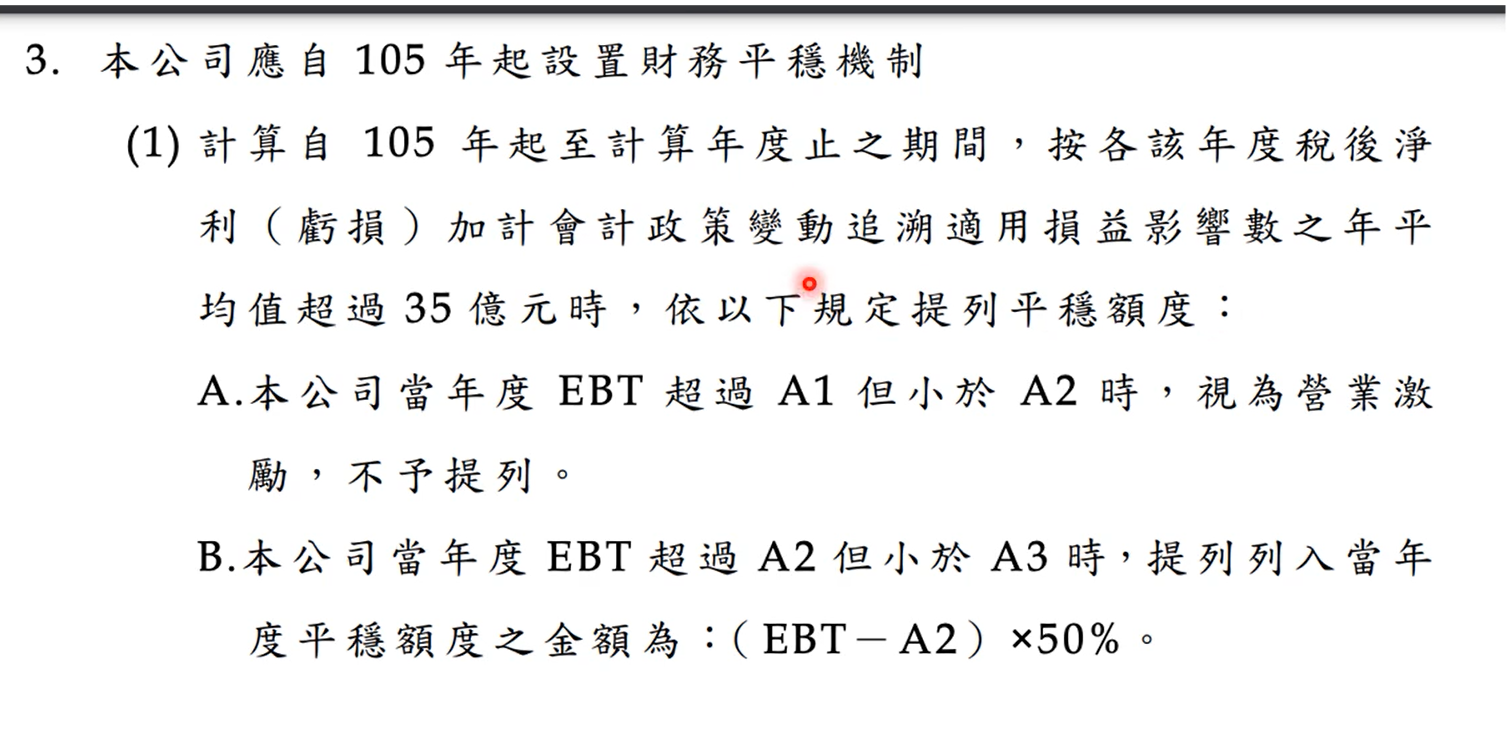 3. 本公司應自 105 年起設置財務平穩機制
(1) 計算自 105 年起至計算年度止之期間，按各該年度稅後淨
利（虧損）加計會計政策變動追溯適用損益影響數之年平
均值超過 35 億元時，依以下規定提列平穩額度：
A.本公司當年度 EBT 超過 A1 但小於 A2 時，視為營業激
勵，不予提列。
B.本公司當年度 EBT 超過 A2 但小於 A3 時，提列列入當年
度平穩額度之金額為：（EBT－A2）×50%。